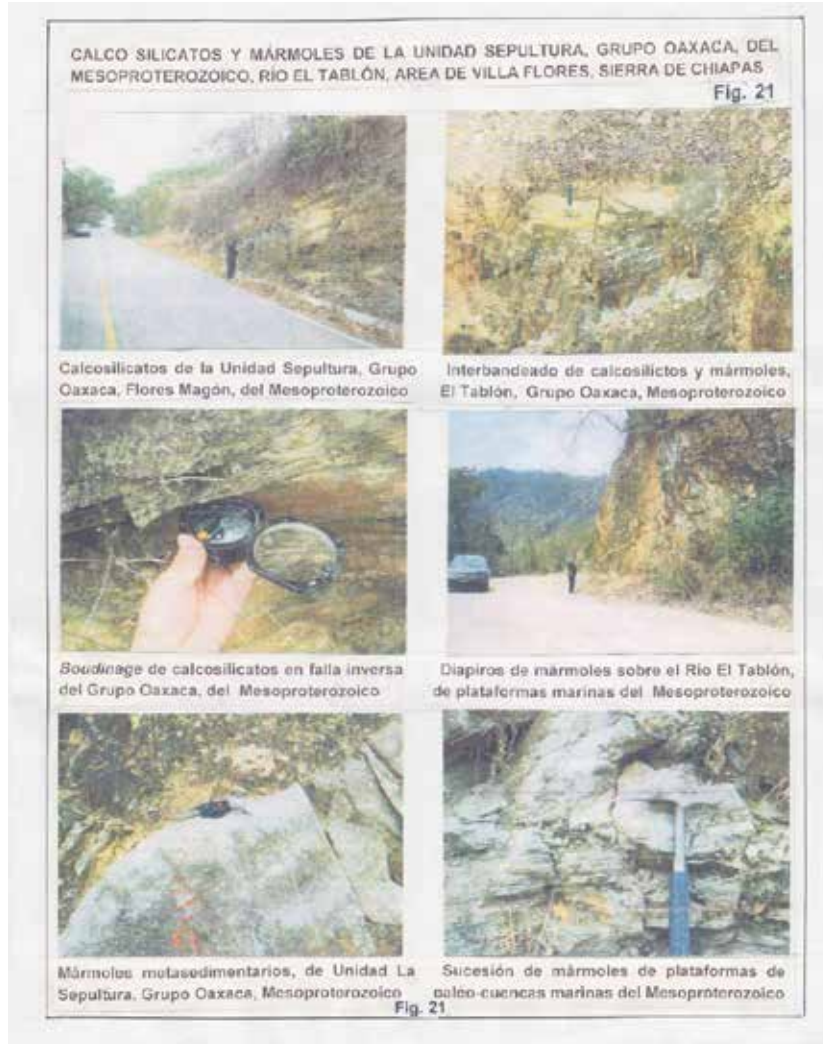 CALCO SILICATOS Y MÁRMOLES DE LA UNIDAD SEPULTURA, GRUPO OAXACA, DEL
MESOPROTEROZOICO, RÍO EL TABLÓN, AREA DE VILLA FLORES, SIERRA DE CHIAPAS
Fig. 21
Calcosilicatos de la Unidad Sepultura, Grupo
Oaxaca, Flores Magón, del Mesoproterozoico
Interbandeado de calcosilictos y mármoles,
El Tablón, Grupo Oaxaca, Mesoproterozoico
Boudinage de calcosilicatos en falla inversa
del Grupo Oaxaca, del Mesoproterozoico
Diapiros de mármoles sobre el Río El Tablón,
de plataformas marinas del Mesoproterozoico
Mármoles metasedimentarios, de Unidad La
Sepultura, Grupo Oaxaca, Mesoproterozoico
Sucesión de mármoles de plataformas de
paleo-cuencas marinas del Mesoproterozoico
Fig. 21